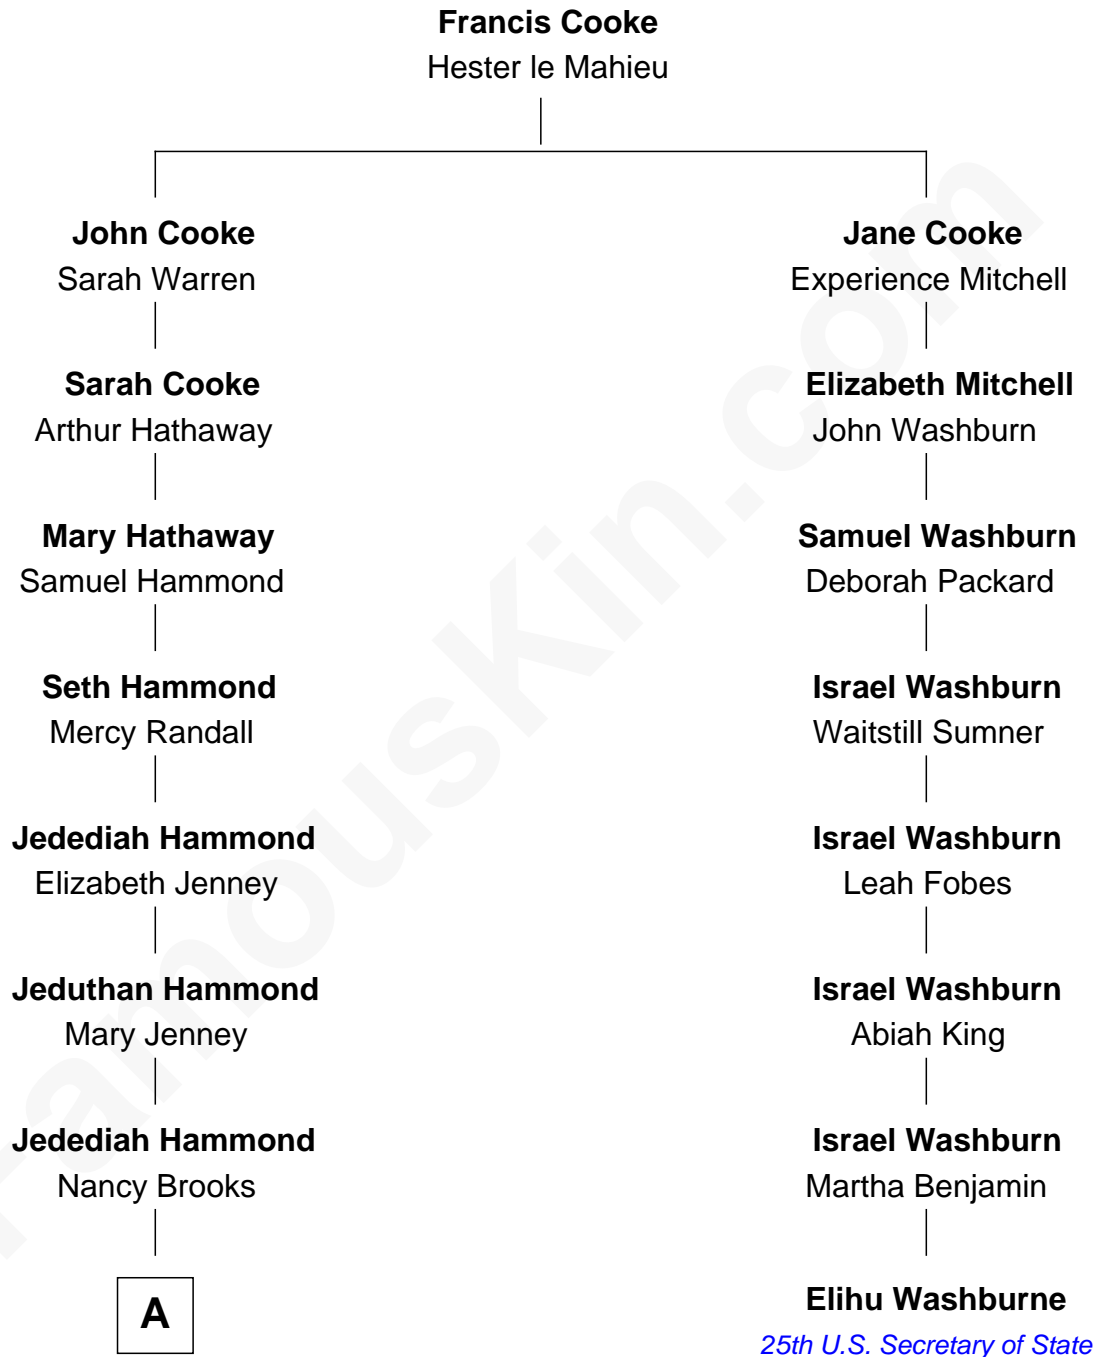 Francis Cooke
Hester le Mahieu
John Cooke
Sarah Warren
Jane Cooke
Experience Mitchell
Sarah Cooke
Arthur Hathaway
Elizabeth Mitchell
John Washburn
Mary Hathaway
Samuel Hammond
Samuel Washburn
Deborah Packard
Seth Hammond
Mercy Randall
Israel Washburn
Waitstill Sumner
Jedediah Hammond
Elizabeth Jenney
Israel Washburn
Leah Fobes
Jeduthan Hammond
Mary Jenney
Israel Washburn
Abiah King
Jedediah Hammond
Nancy Brooks
Israel Washburn
Martha Benjamin
A
Elihu Washburne
25th U.S. Secretary of State
FamousKin.com